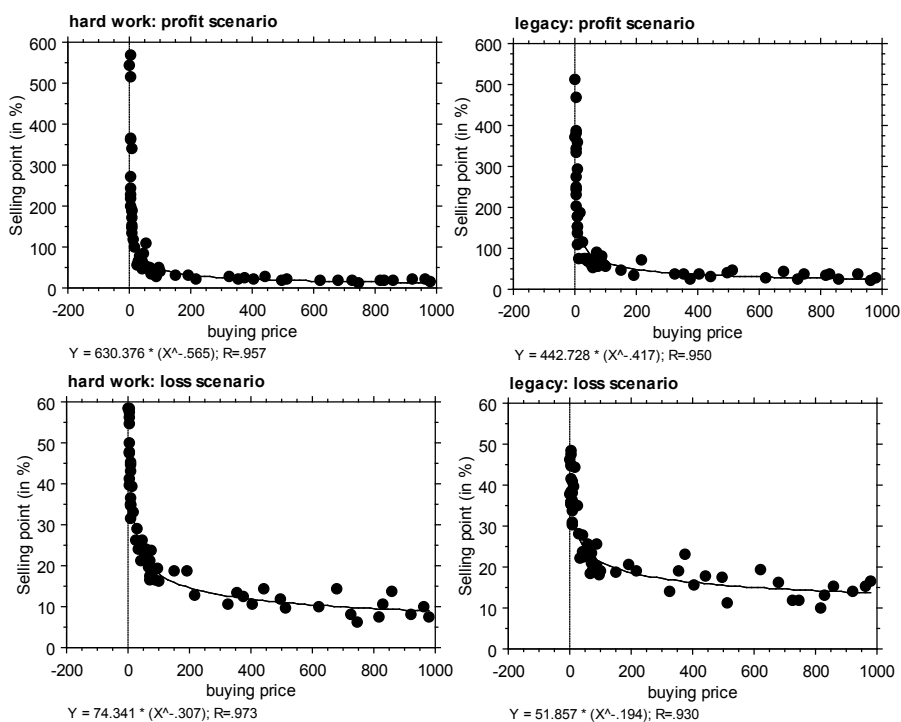 hard work: profit scenario
600
500
400
300
200
100
0
Selling point (in %)
-200 0 200 400 600 800 1000
buying price
Y = 630.376 * (X^-.565); R=.957
legacy: profit scenario
600
500
400
300
200
100
0
Selling point (in %)
-200 0 200 400 600 800 1000
buying price
Y = 442.728 * (X^-.417); R=.950
hard work: loss scenario
60
50
40
30
20
10
0
Selling point (in %)
-200 0 200 400 600 800 1000
buying price
Y = 74.341 * (X^-.307); R=.973
legacy: loss scenario
60
50
40
30
20
10
0
Selling point (in %)
-200 0 200 400 600 800 1000
buying price
Y = 51.857 * (X^-.194); R=.930